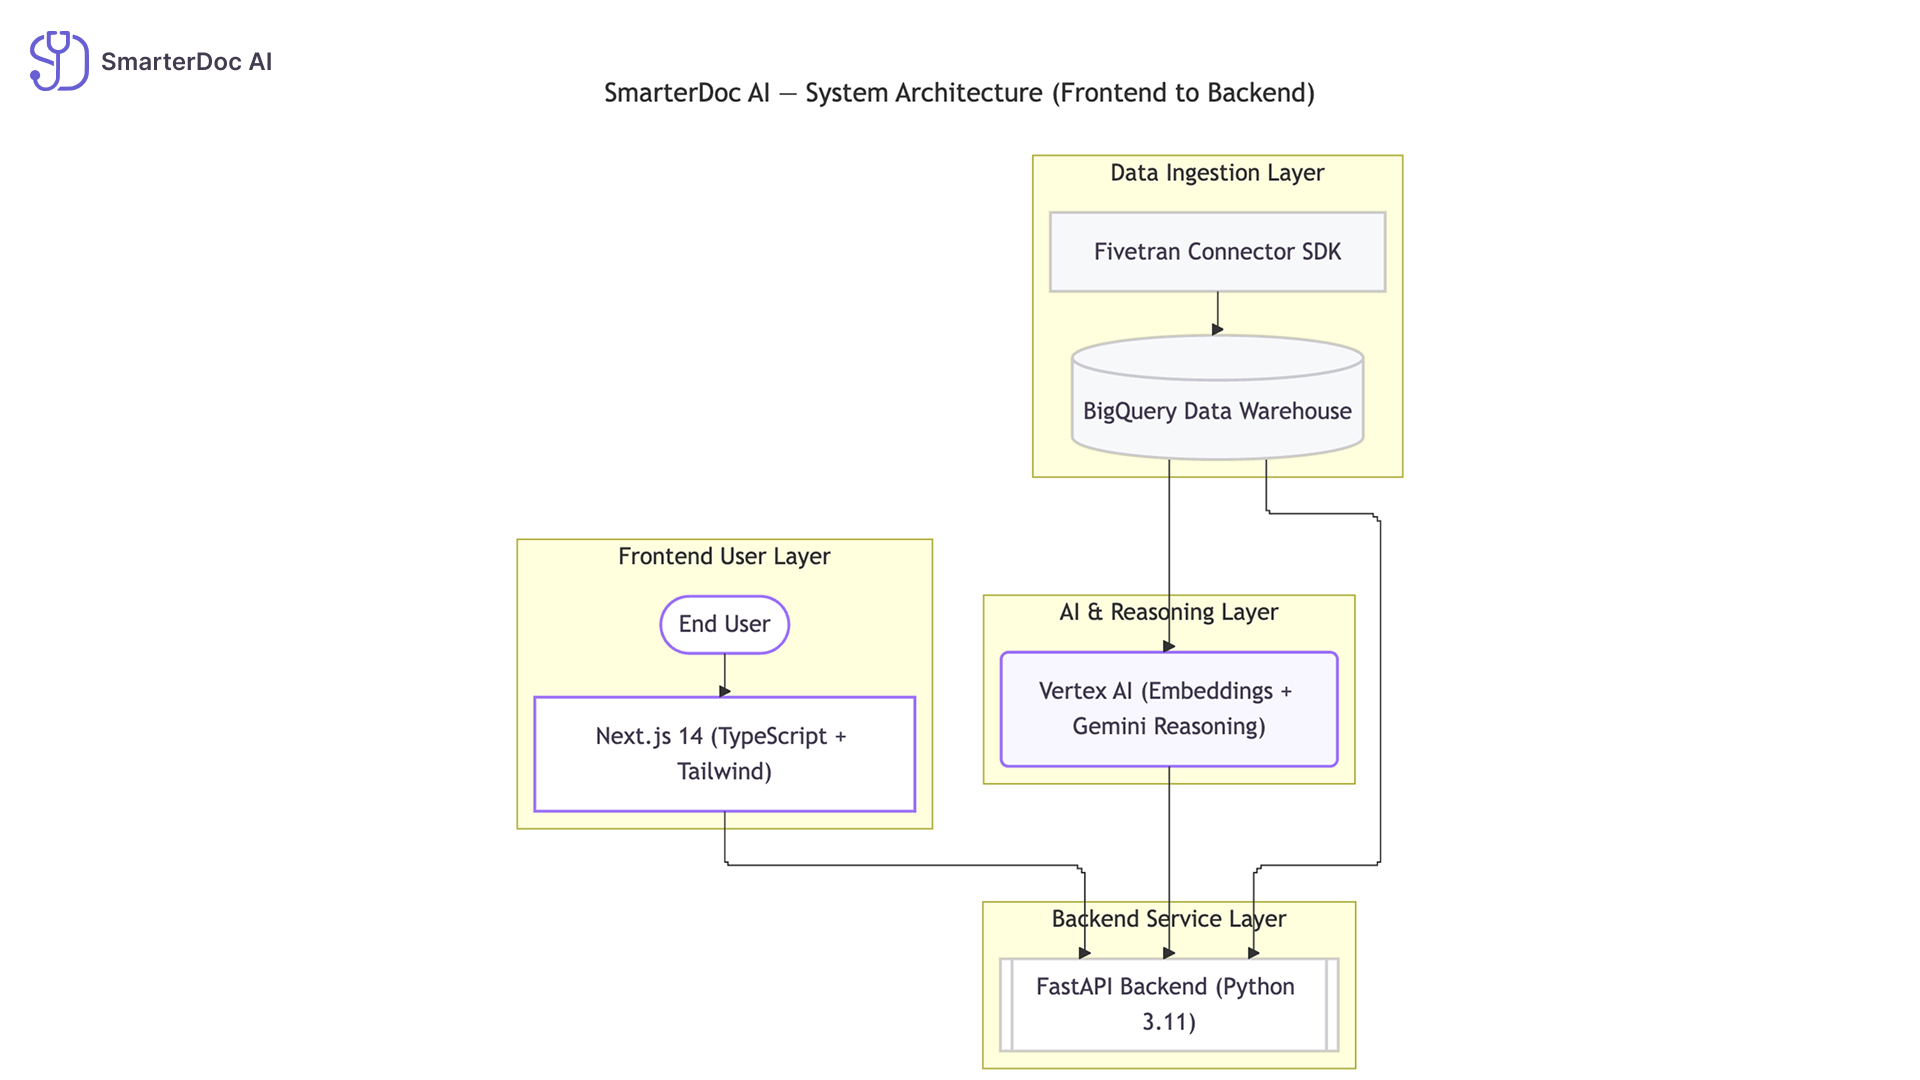 SmarterDoc AI
SmarterDoc AI — System Architecture (Frontend to Backend)
Data Ingestion Layer
Fivetran Connector SDK
BigQuery Data Warehouse
Frontend User Layer
End User
Next.js 14 (TypeScript +
Tailwind)
AI & Reasoning Layer
Vertex AI (Embeddings +
Gemini Reasoning)
Backend Service Layer
FastAPI Backend (Python
3.11)